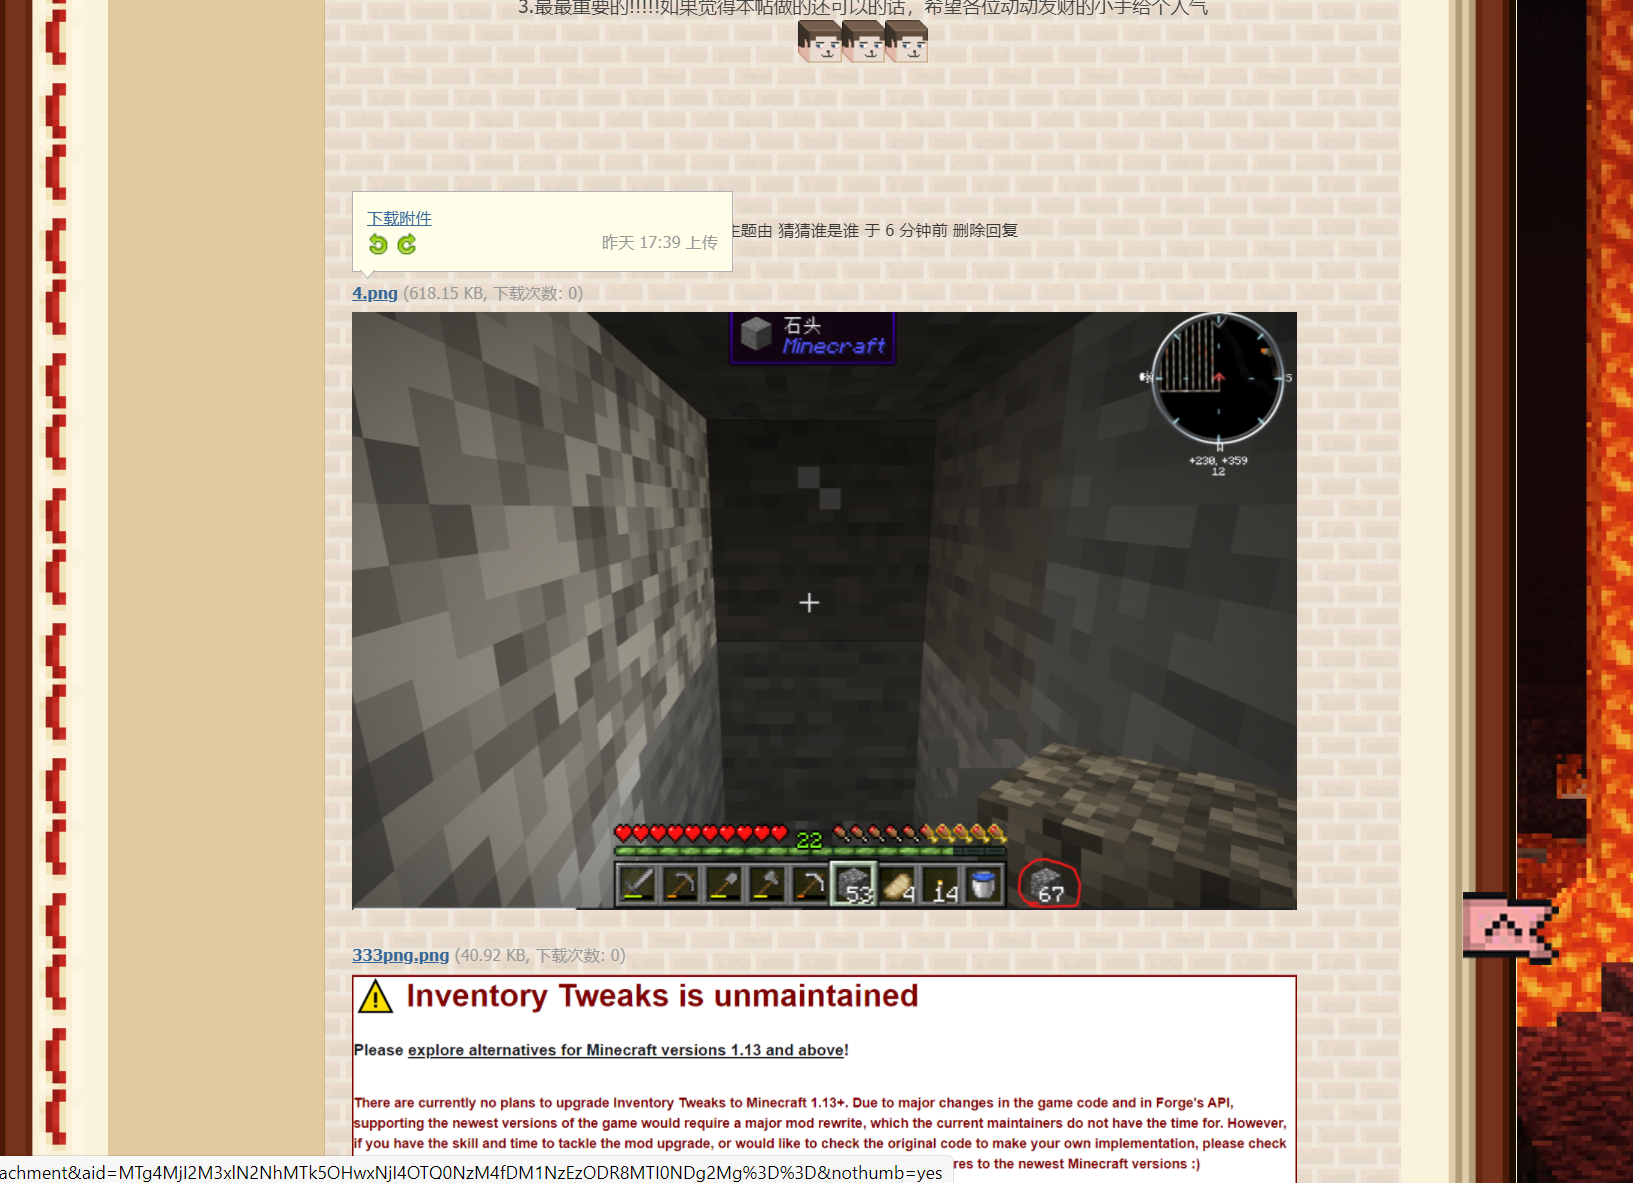 3.最最重要的!!!!!如果觉得本帖做的还可以的话，希望各位动动发财的小手给个人气
下载附件
昨天 17:39 上传
主题由 猜猜谁是谁 于 6 分钟前 删除回复
4.png (618.15 KB, 下载次数: 0)
石头
Minecraft
S
W
+230, +359
12
22
53
4
14
67
333png.png (40.92 KB, 下载次数: 0)
Inventory Tweaks is unmaintained
Please explore alternatives for Minecraft versions 1.13 and above!
There are currently no plans to upgrade Inventory Tweaks to Minecraft 1.13+. Due to major changes in the game code and in Forge's API,
supporting the newest versions of the game would require a major mod rewrite, which the current maintainers do not have the time for. However,
if you have the skill and time to tackle the mod upgrade, or would like to check the original code to make your own implementation, please check
res to the newest Minecraft versions :)
achment&aid=MTg4MjI2M3xlN2NhMTk5OHwxNjI4OTQ0NzM4fDM1NzEzODR8MTI0NDg2Mg%3D%3D&nothumb=yes